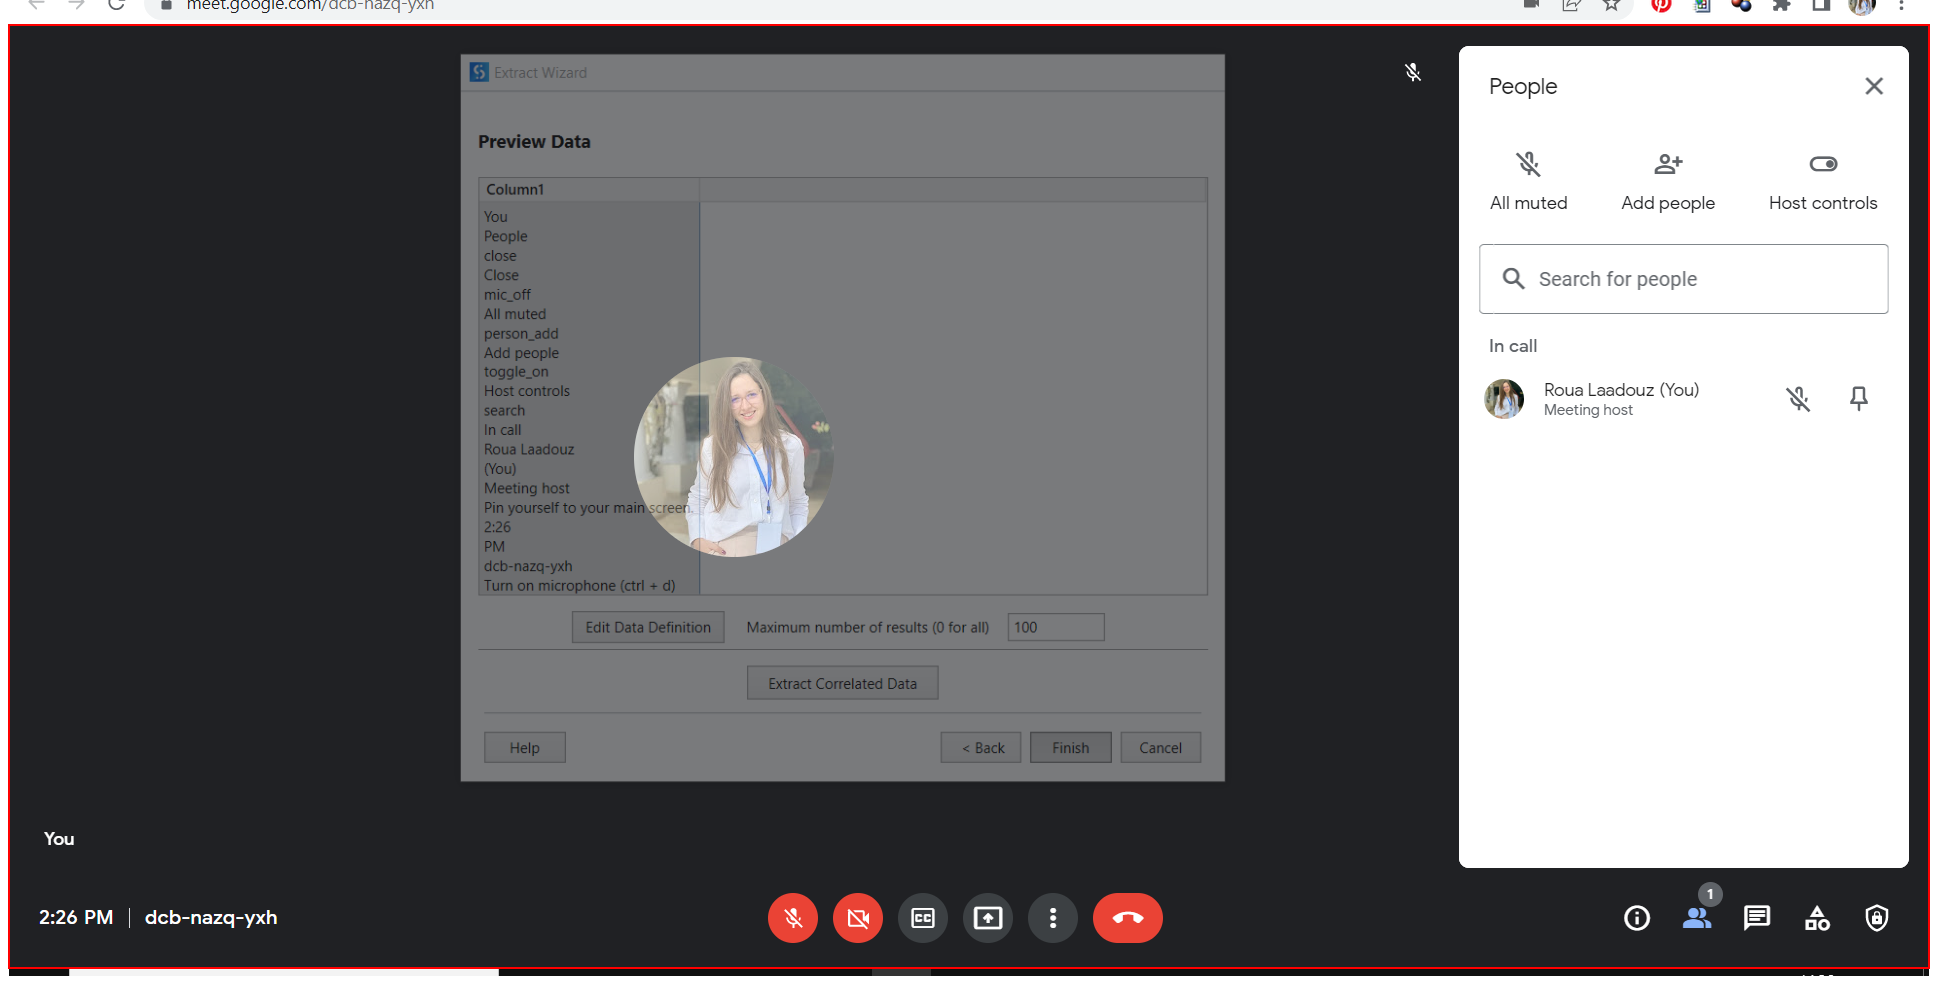 meet.google.com/dcb-nazq-yxh
Extract Wizard
Preview Data
Column1
You
People
close
Close
mic_off
All muted
person_add
Add people
toggle_on
Host controls
search
In call
Roua Laadouz
(You)
Meeting host
Pin yourself to your main screen.
2:26
PM
dcb-nazq-yxh
Turn on microphone (ctrl + d)
Edit Data Definition
Maximum number of results (0 for all)
100
Extract Correlated Data
Help
< Back
Finish
Cancel
People
All muted
Add people
Host controls
Search for people
In call
Roua Laadouz (You)
Meeting host
You
2:26 PM
dcb-nazq-yxh
CC
1